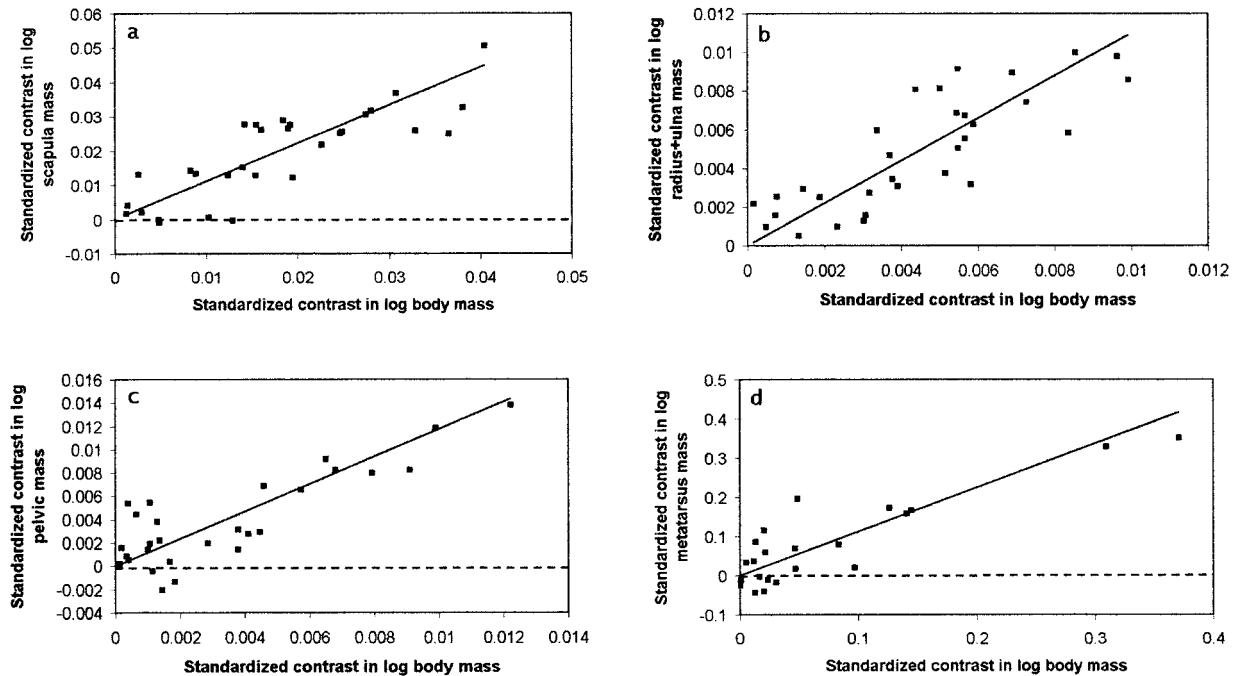 a
Standardized contrast in log
scapula mass
0.06
0.05
0.04
0.03
0.02
0.01
0
-0.01
0 0.01 0.02 0.03 0.04 0.05
Standardized contrast in log body mass
b
Standardized contrast in log
radius+ulna mass
0.012
0.01
0.008
0.006
0.004
0.002
0
0 0.002 0.004 0.006 0.008 0.01 0.012
Standardized contrast in log body mass
c
Standardized contrast in log
pelvic mass
0.016
0.014
0.012
0.01
0.008
0.006
0.004
0.002
0
-0.002
-0.004
0 0.002 0.004 0.006 0.008 0.01 0.012 0.014
Standardized contrast in log body mass
d
Standardized contrast in log
metatarsus mass
0.5
0.4
0.3
0.2
0.1
0
-0.1
0 0.1 0.2 0.3 0.4
Standardized contrast in log body mass